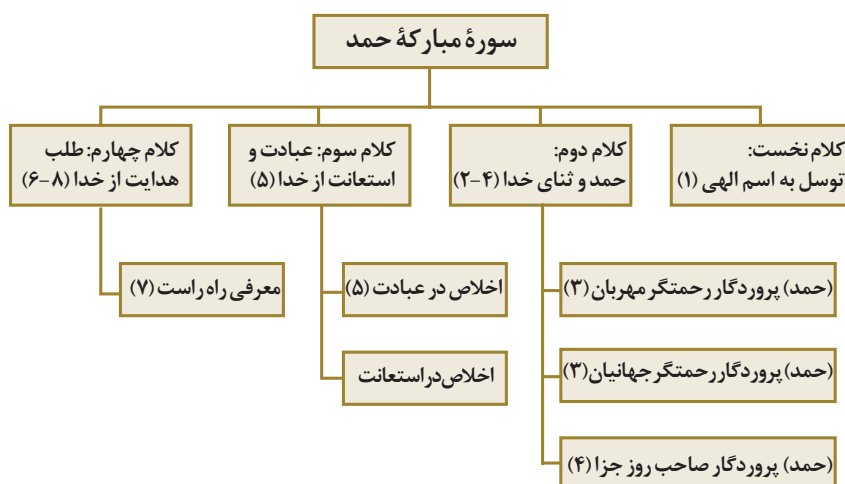 سورهٔ مبارکهٔ حمد
کلام نخست:
توسل به اسم الهی (۱)
کلام دوم:
حمد و ثنای خدا (۴-۲)
کلام سوم: عبادت و
استعانت از خدا (۵)
کلام چهارم: طلب
هدایت از خدا (۸-۶)
(حمد) پروردگار رحمتگر مهربان (۳)
(حمد) پروردگار رحمتگر جهانیان (۳)
(حمد) پروردگار صاحب روز جزا (۴)
اخلاص در عبادت (۵)
اخلاص در استعانت
معرفی راه راست (۷)